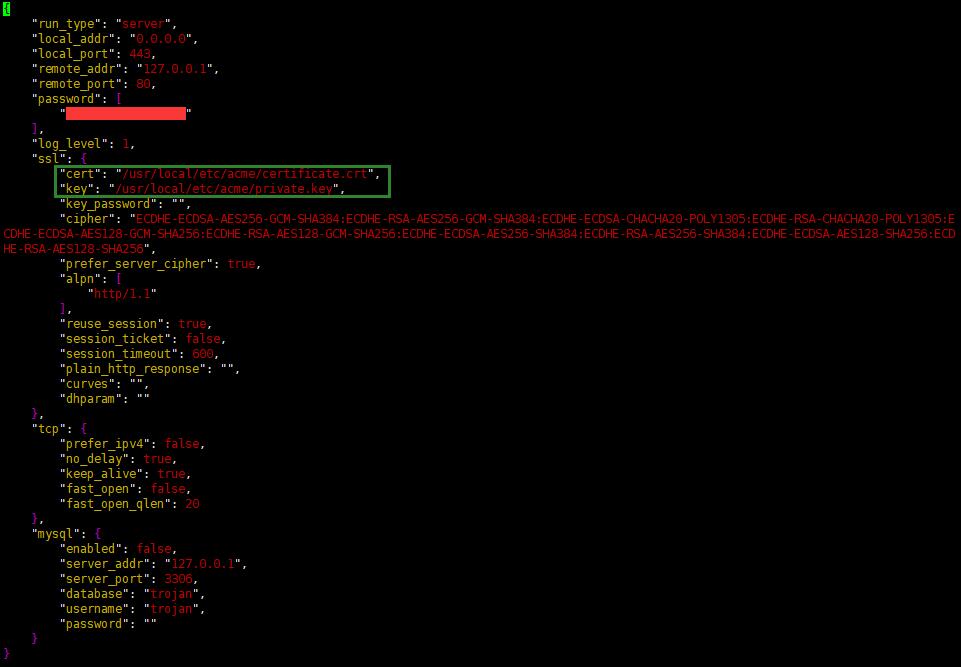 {
    "run_type": "server",
    "local_addr": "0.0.0.0",
    "local_port": 443,
    "remote_addr": "127.0.0.1",
    "remote_port": 80,
    "password": [
        " "
    ],
    "log_level": 1,
    "ssl": {
        "cert": "/usr/local/etc/acme/certificate.crt",
        "key": "/usr/local/etc/acme/private.key",
        "key_password": "",
        "cipher": "ECDHE-ECDSA-AES256-GCM-SHA384:ECDHE-RSA-AES256-GCM-SHA384:ECDHE-ECDSA-CHACHA20-POLY1305:ECDHE-RSA-CHACHA20-POLY1305:E
CDHE-ECDSA-AES128-GCM-SHA256:ECDHE-RSA-AES128-GCM-SHA256:ECDHE-ECDSA-AES256-SHA384:ECDHE-RSA-AES256-SHA384:ECDHE-ECDSA-AES128-SHA256:ECD
HE-RSA-AES128-SHA256",
        "prefer_server_cipher": true,
        "alpn": [
            "http/1.1"
        ],
        "reuse_session": true,
        "session_ticket": false,
        "session_timeout": 600,
        "plain_http_response": "",
        "curves": "",
        "dhparam": ""
    },
    "tcp": {
        "prefer_ipv4": false,
        "no_delay": true,
        "keep_alive": true,
        "fast_open": false,
        "fast_open_qlen": 20
    },
    "mysql": {
        "enabled": false,
        "server_addr": "127.0.0.1",
        "server_port": 3306,
        "database": "trojan",
        "username": "trojan",
        "password": ""
    }
}